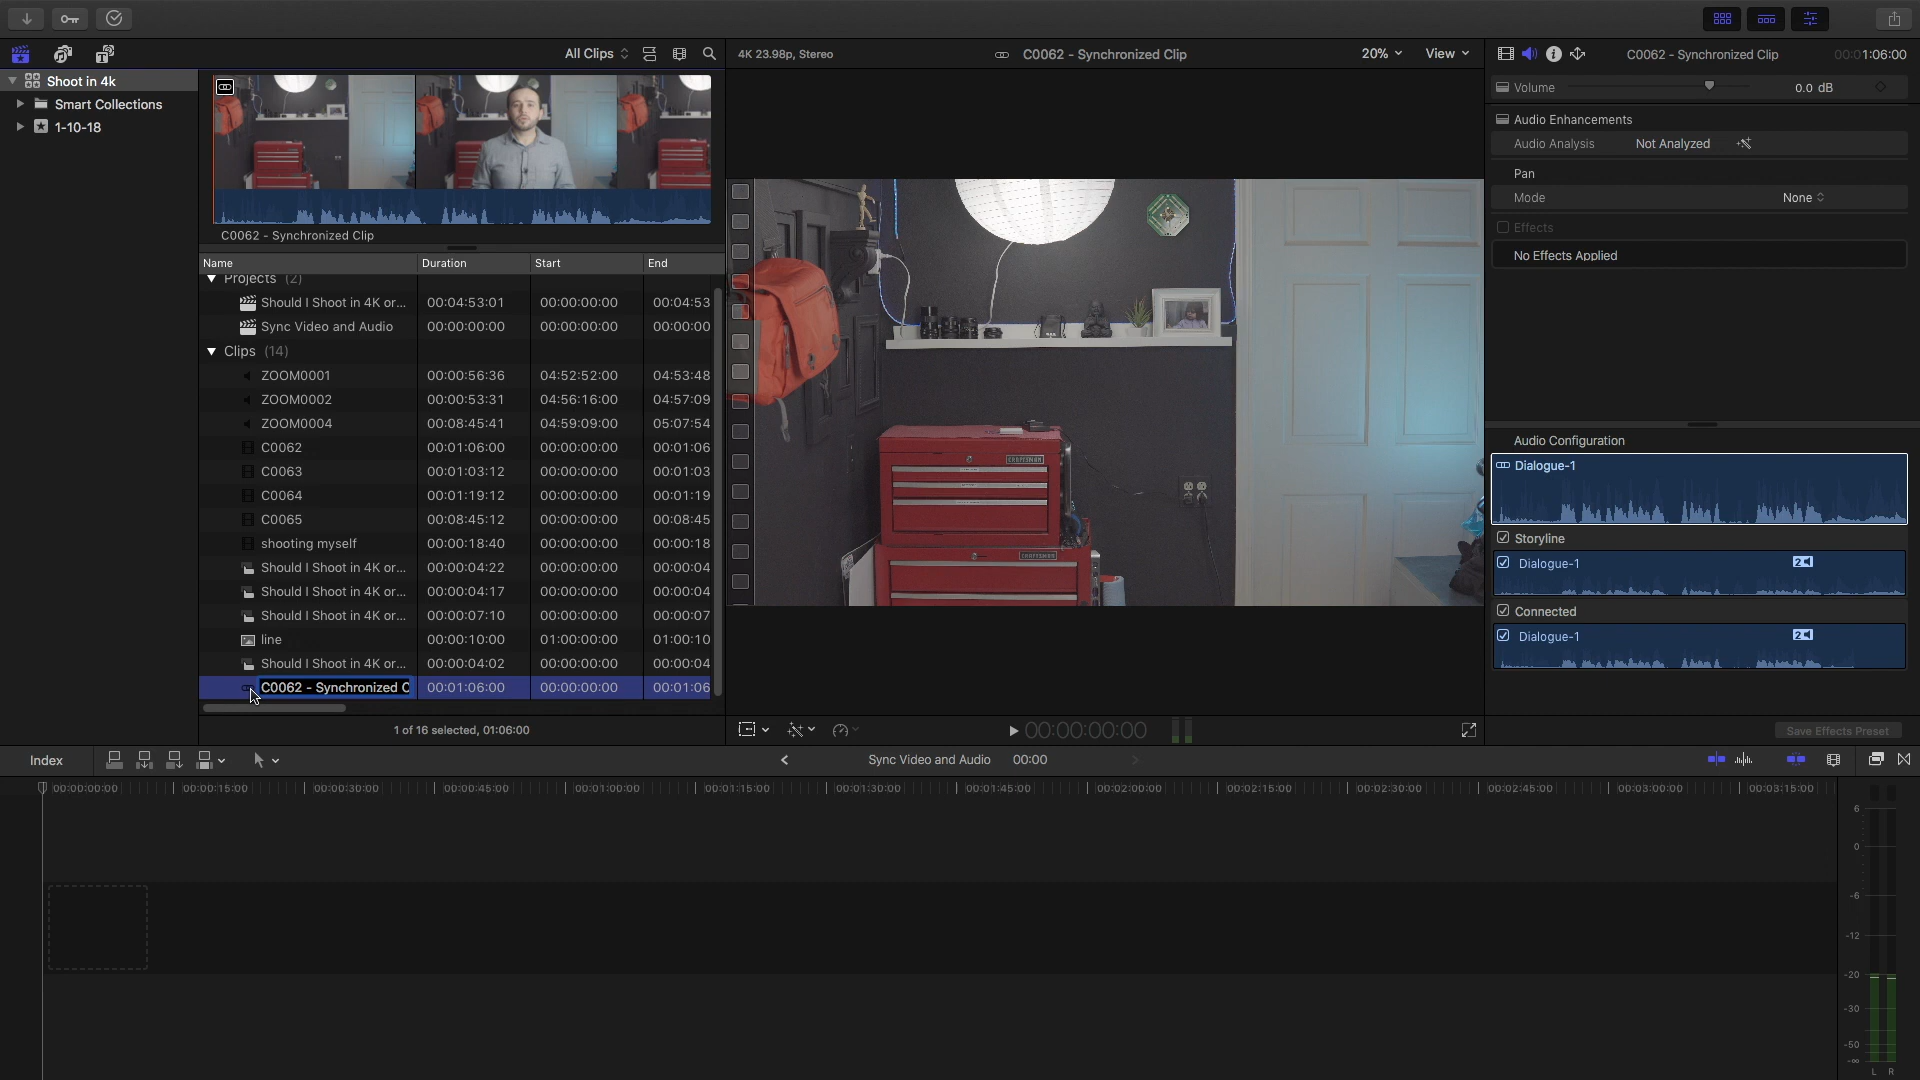 All Clips
4K 23.98p, Stereo
C0062 - Synchronized Clip
20%
View
C0062 - Synchronized Clip
00:01:06:00
Shoot in 4k
Smart Collections
1-10-18
C0062 - Synchronized Clip
Volume
0.0 dB
Audio Enhancements
Audio Analysis
Not Analyzed
Pan
Mode
None
Effects
No Effects Applied
Name Duration Start End
Projects (2)
Should I Shoot in 4K or... 00:04:53:01 00:00:00:00 00:04:53
Sync Video and Audio 00:00:00:00 00:00:00:00 00:00:00
Clips (14)
ZOOM0001 00:00:56:36 04:52:52:00 04:53:48
ZOOM0002 00:00:53:31 04:56:16:00 04:57:09
ZOOM0004 00:08:45:41 04:59:09:00 05:07:54
C0062 00:01:06:00 00:00:00:00 00:01:06
C0063 00:01:03:12 00:00:00:00 00:01:03
C0064 00:01:19:12 00:00:00:00 00:01:19
C0065 00:08:45:12 00:00:00:00 00:08:45
shooting myself 00:00:18:40 00:00:00:00 00:00:18
Should I Shoot in 4K or... 00:00:04:22 00:00:00:00 00:00:04
Should I Shoot in 4K or... 00:00:04:17 00:00:00:00 00:00:04
Should I Shoot in 4K or... 00:00:07:10 00:00:00:00 00:00:07
line 00:00:10:00 01:00:00:00 01:00:10
Should I Shoot in 4K or... 00:00:04:02 00:00:00:00 00:00:04
C0062 - Synchronized C 00:01:06:00 00:00:00:00 00:01:06
1 of 16 selected, 01:06:00
CRAFTSMAN
CRAFTSMAN
00:00:00:00
Audio Configuration
Dialogue-1
Storyline
Dialogue-1
2
Connected
Dialogue-1
2
Save Effects Preset
Index
Sync Video and Audio
00:00
00:00:00:00 00:00:15:00 00:00:30:00 00:00:45:00 00:01:00:00 00:01:15:00 00:01:30:00 00:01:45:00 00:02:00:00 00:02:15:00 00:02:30:00 00:02:45:00 00:03:00:00 00:03:15:00
6
0
-6
-12
-20
-30
-50
-∞
L R